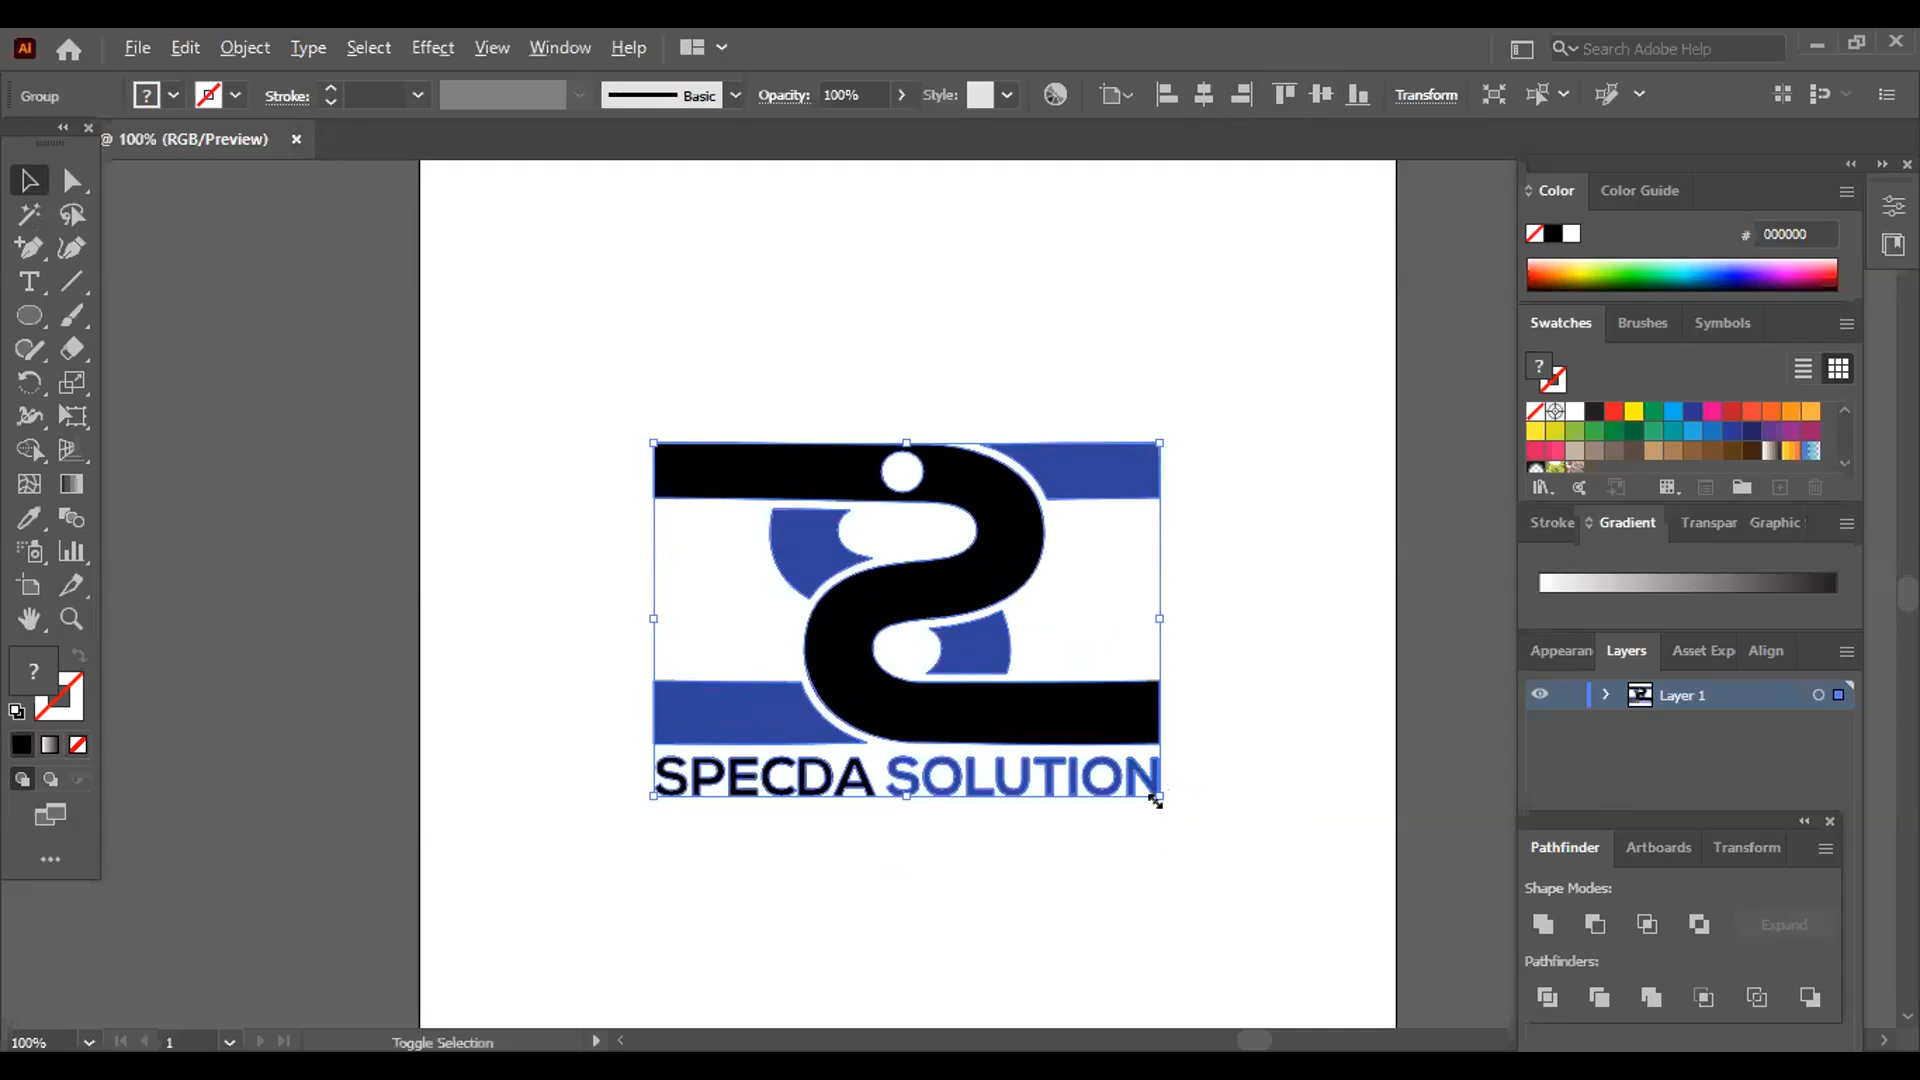 Ai File Edit Object Type Select Effect View Window Help Search Adobe Help
Group ? Stroke: Basic Opacity: 100% Style: Transform
@ 100% (RGB/Preview)
Color Color Guide
# 000000
Swatches Brushes Symbols
?
Stroke Gradient Transpar Graphic
Appearan Layers Asset Exp Align
Layer 1
?
SPECDA SOLUTION
Pathfinder Artboards Transform
Shape Modes:
Expand
Pathfinders:
100% 1 Toggle Selection